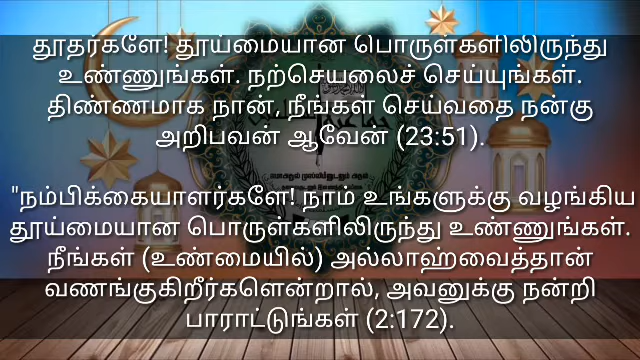 தூதர்களே! தூய்மையான பொருள்களிலிருந்து
உண்ணுங்கள். நற்செயலைச் செய்யுங்கள்.
திண்ணமாக நான், நீங்கள் செய்வதை நன்கு
அறிபவன் ஆவேன் (23:51).
"நம்பிக்கையாளர்களே! நாம் உங்களுக்கு வழங்கிய
தூய்மையான பொருள்களிலிருந்து உண்ணுங்கள்.
நீங்கள் (உண்மையில்) அல்லாஹ்வைத்தான்
வணங்குகிறீர்களென்றால், அவனுக்கு நன்றி
பாராட்டுங்கள் (2:172).